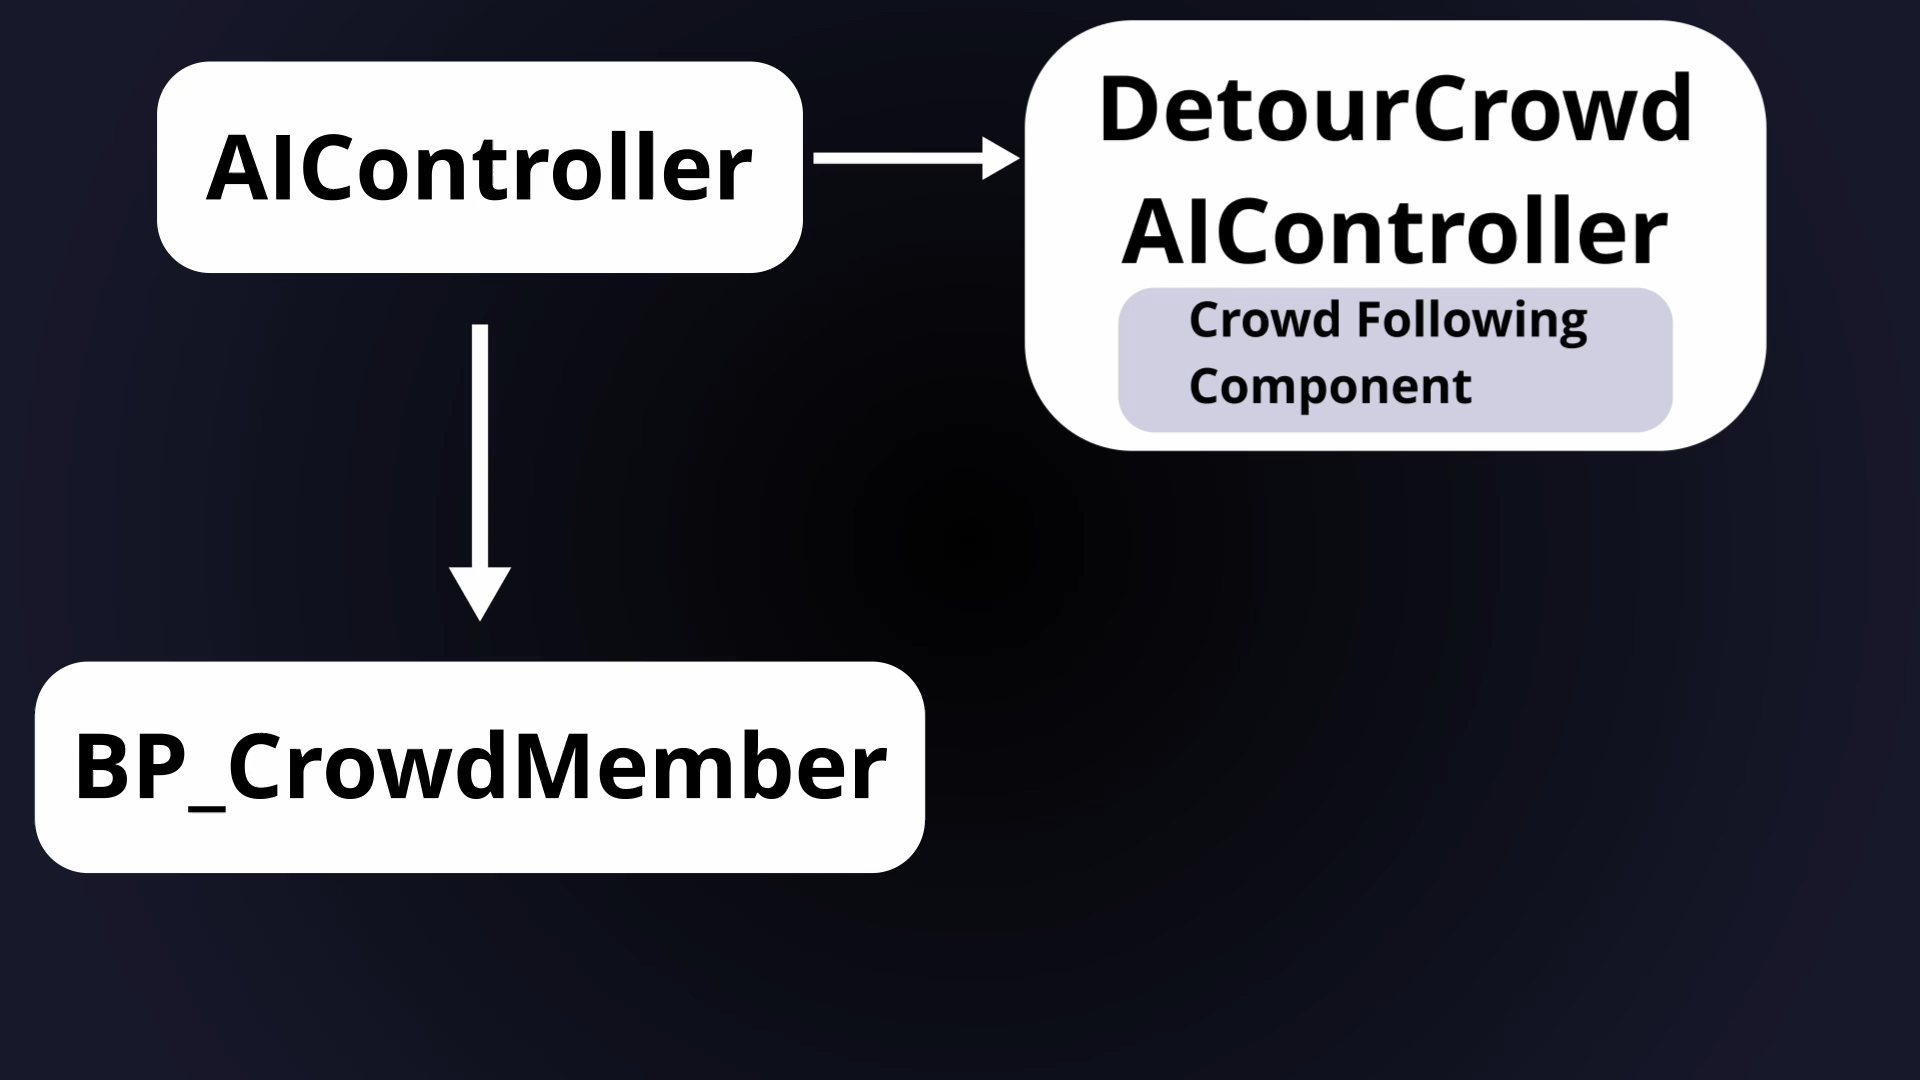 AIController
DetourCrowd
AIController
Crowd Following
Component
BP_CrowdMember